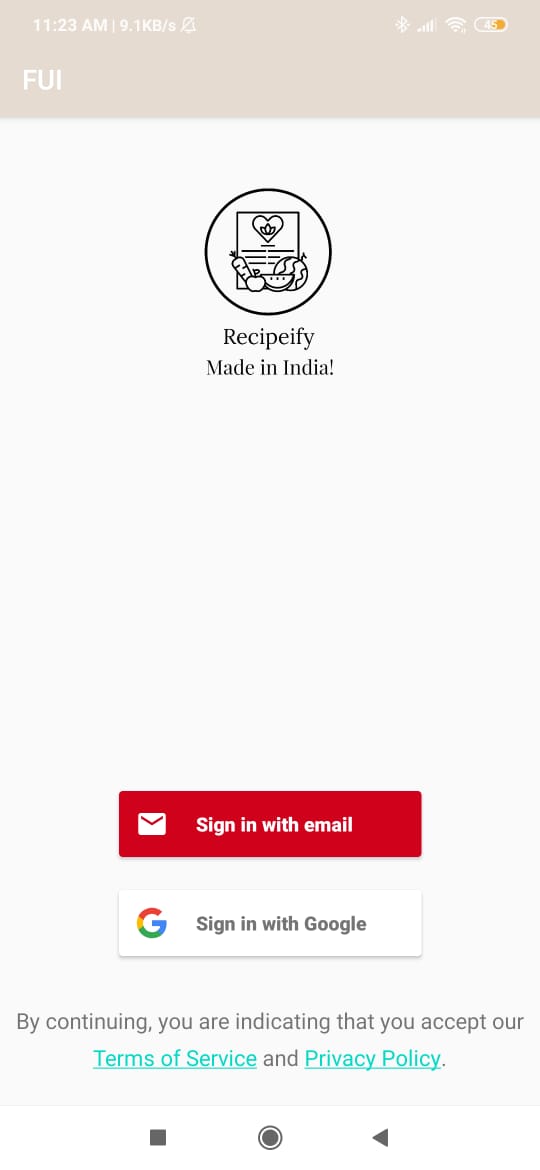 11:23 AM | 9.1KB/s
45
FUI
Recipeify
Made in India!
Sign in with email
Sign in with Google
By continuing, you are indicating that you accept our
Terms of Service and Privacy Policy.